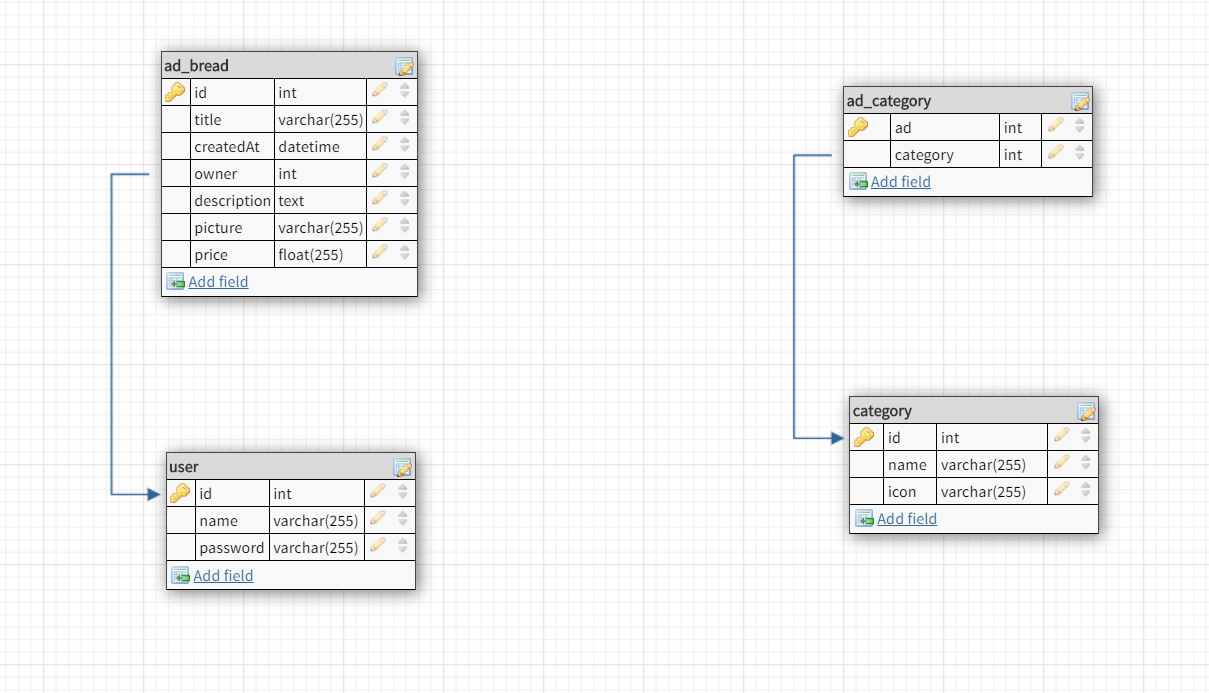 ad_bread
id int
title varchar(255)
createdAt datetime
owner int
description text
picture varchar(255)
price float(255)
Add field
ad_category
ad int
category int
Add field
user
id int
name varchar(255)
password varchar(255)
Add field
category
id int
name varchar(255)
icon varchar(255)
Add field